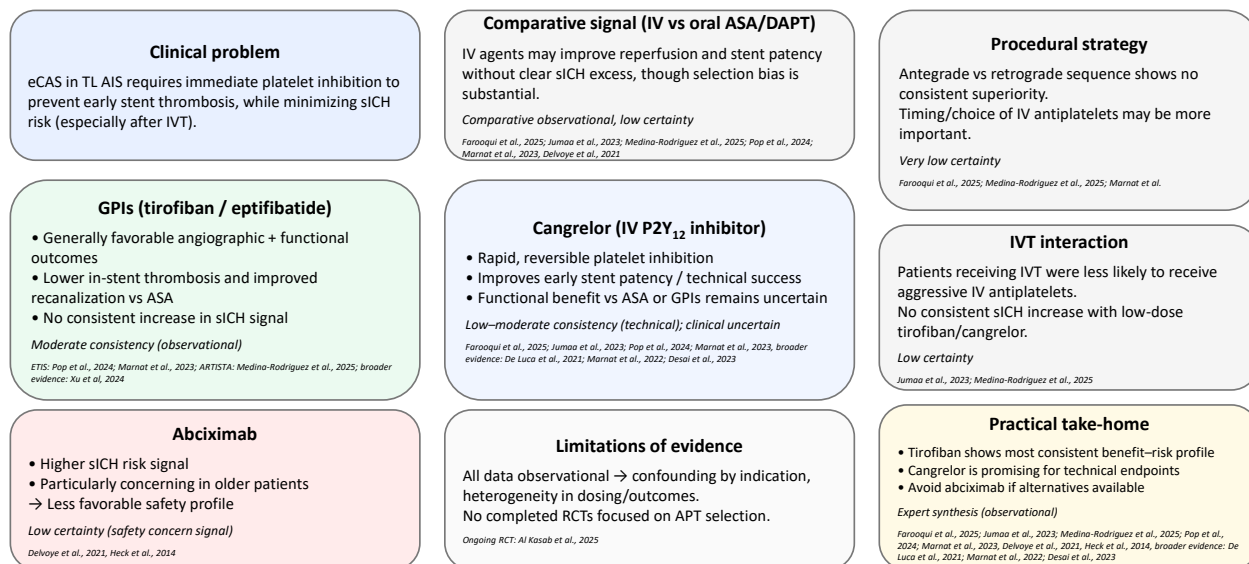 Clinical problem
eCAS in TL AIS requires immediate platelet inhibition to
prevent early stent thrombosis, while minimizing sICH
risk (especially after IVT).
Comparative signal (IV vs oral ASA/DAPT)
IV agents may improve reperfusion and stent patency
without clear sICH excess, though selection bias is
substantial.
Comparative observational, low certainty
Farooqui et al., 2025; Jumaa et al., 2023; Medina-Rodriguez et al., 2025; Pop et al., 2024;
Marnat et al., 2023, Delvoye et al., 2021
Procedural strategy
Antegrade vs retrograde sequence shows no
consistent superiority.
Timing/choice of IV antiplatelets may be more
important.
Very low certainty
Farooqui et al., 2025; Medina-Rodriguez et al., 2025; Marnat et al.
GPIs (tirofiban / eptifibatide)
• Generally favorable angiographic + functional
outcomes
• Lower in-stent thrombosis and improved
recanalization vs ASA
• No consistent increase in sICH signal
Moderate consistency (observational)
ETIS: Pop et al., 2024; Marnat et al., 2023; ARTISTA: Medina-Rodriguez et al., 2025; broader
evidence: Xu et al, 2024
Cangrelor (IV P2Y12 inhibitor)
• Rapid, reversible platelet inhibition
• Improves early stent patency / technical success
• Functional benefit vs ASA or GPIs remains uncertain
Low–moderate consistency (technical); clinical uncertain
Farooqui et al., 2025; Jumaa et al., 2023; Pop et al., 2024; Marnat et al., 2023, broader
evidence: De Luca et al., 2021; Marnat et al., 2022; Desai et al., 2023
IVT interaction
Patients receiving IVT were less likely to receive
aggressive IV antiplatelets.
No consistent sICH increase with low-dose
tirofiban/cangrelor.
Low certainty
Jumaa et al., 2023; Medina-Rodriguez et al., 2025
Abciximab
• Higher sICH risk signal
• Particularly concerning in older patients
→ Less favorable safety profile
Low certainty (safety concern signal)
Delvoye et al., 2021, Heck et al., 2014
Limitations of evidence
All data observational → confounding by indication,
heterogeneity in dosing/outcomes.
No completed RCTs focused on APT selection.
Ongoing RCT: Al Kasab et al., 2025
Practical take-home
• Tirofiban shows most consistent benefit–risk profile
• Cangrelor is promising for technical endpoints
• Avoid abciximab if alternatives available
Expert synthesis (observational)
Farooqui et al., 2025; Jumaa et al., 2023; Medina-Rodriguez et al., 2025; Pop et al.,
2024; Marnat et al., 2023, Delvoye et al., 2021, Heck et al., 2014, broader evidence: De
Luca et al., 2021; Marnat et al., 2022; Desai et al., 2023